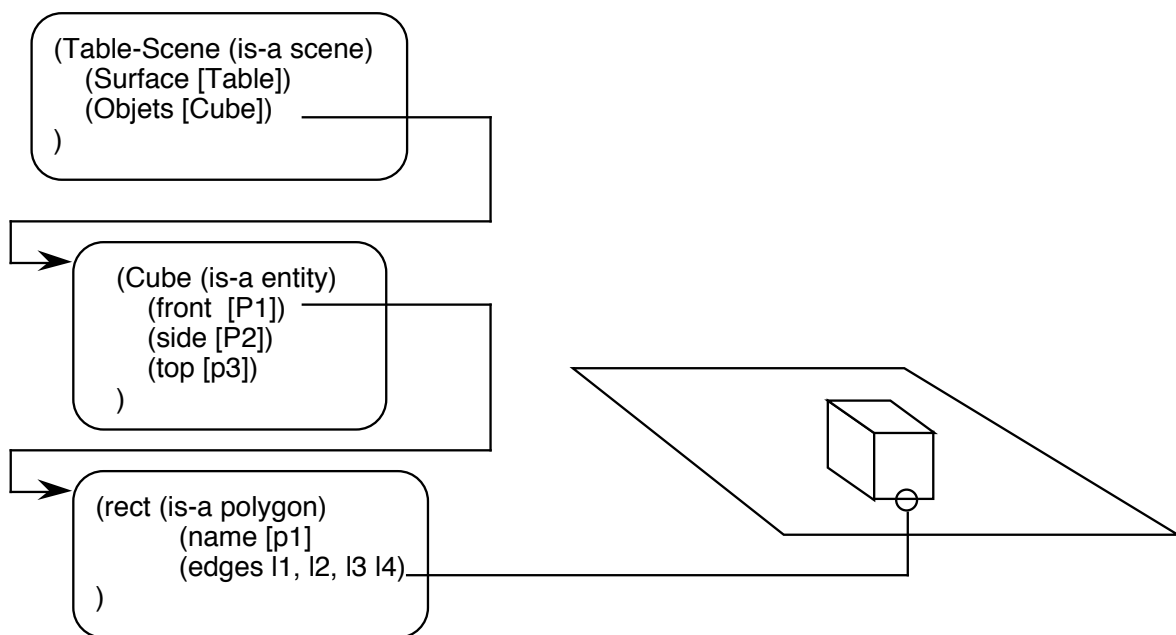 (Table-Scene (is-a scene)
(Surface [Table])
(Objets [Cube])
)
(Cube (is-a entity)
(front [P1])
(side [P2])
(top [p3])
)
(rect (is-a polygon)
(name [p1]
(edges l1, l2, l3 l4)
)